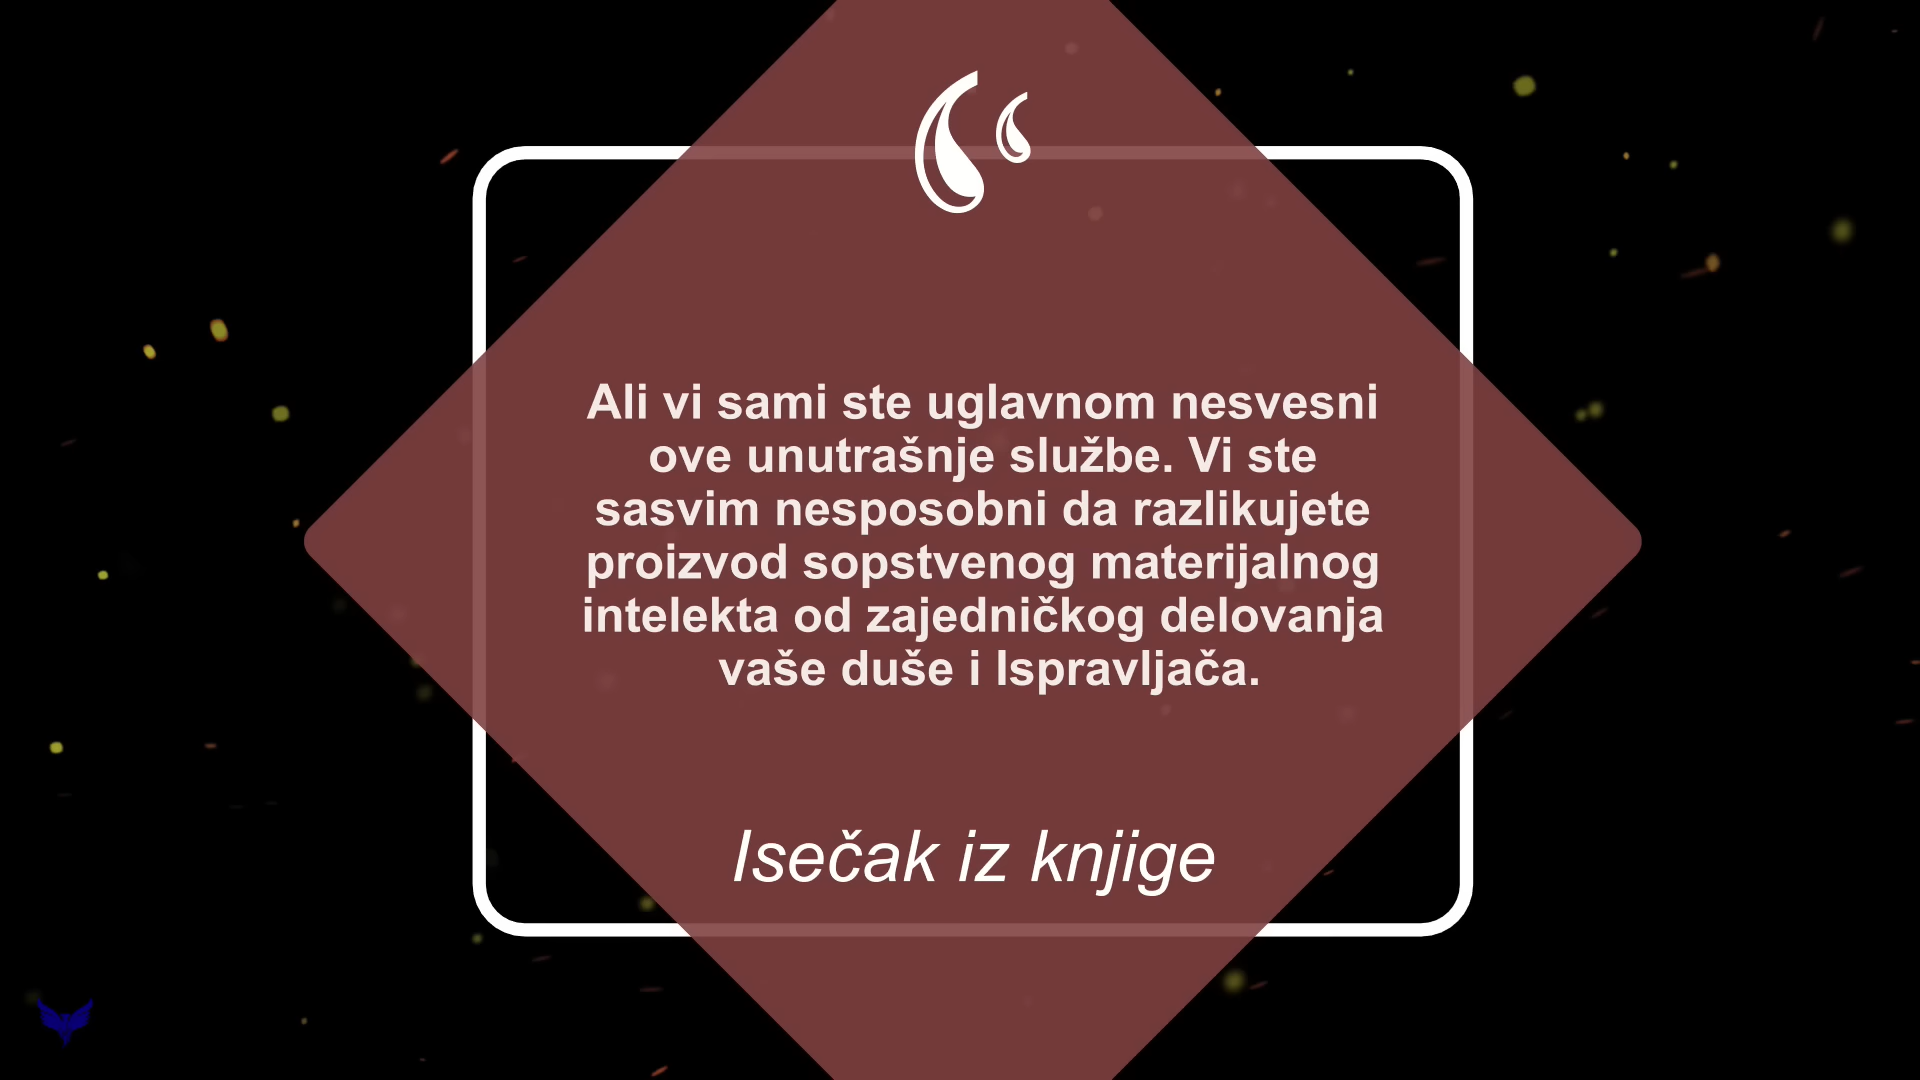 Ali vi sami ste uglavnom nesvesni
ove unutrašnje službe. Vi ste
sasvim nesposobni da razlikujete
proizvod sopstvenog materijalnog
intelekta od zajedničkog delovanja
vaše duše i Ispravljača.
Isečak iz knjige